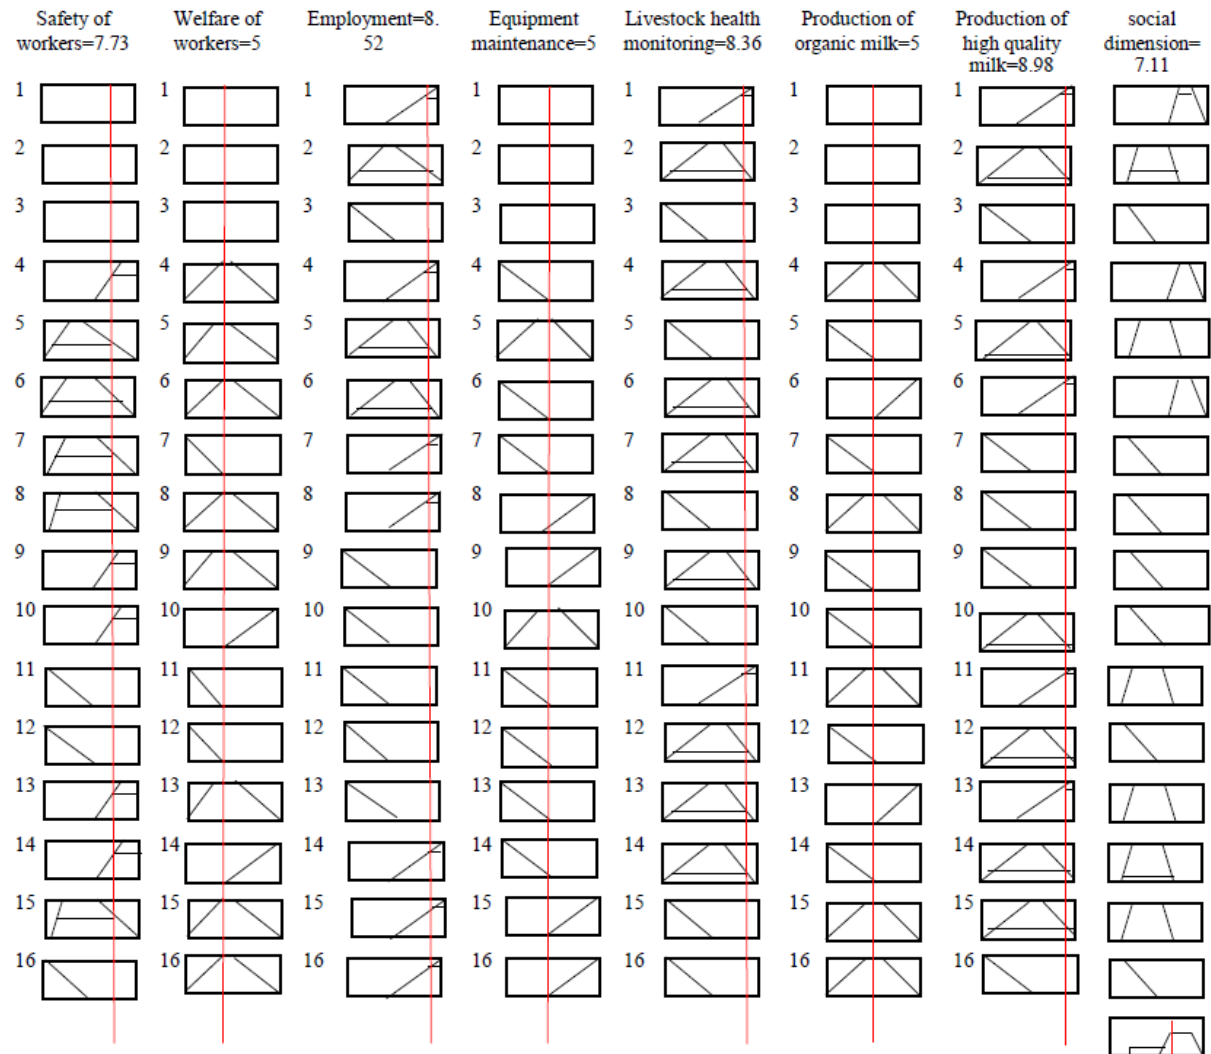 Safety of
workers=7.73
Welfare of
workers=5
Employment=8.
52
Equipment
maintenance=5
Livestock health
monitoring=8.36
Production of
organic milk=5
Production of
high quality
milk=8.98
social
dimension=
7.11
1 1 1 1 1 1 1
2 2 2 2 2 2 2
3 3 3 3 3 3 3
4 4 4 4 4 4 4
5 5 5 5 5 5 5
6 6 6 6 6 6 6
7 7 7 7 7 7 7
8 8 8 8 8 8 8
9 9 9 9 9 9 9
10 10 10 10 10 10 10
11 11 11 11 11 11 11
12 12 12 12 12 12 12
13 13 13 13 13 13 13
14 14 14 14 14 14 14
15 15 15 15 15 15 15
16 16 16 16 16 16 16